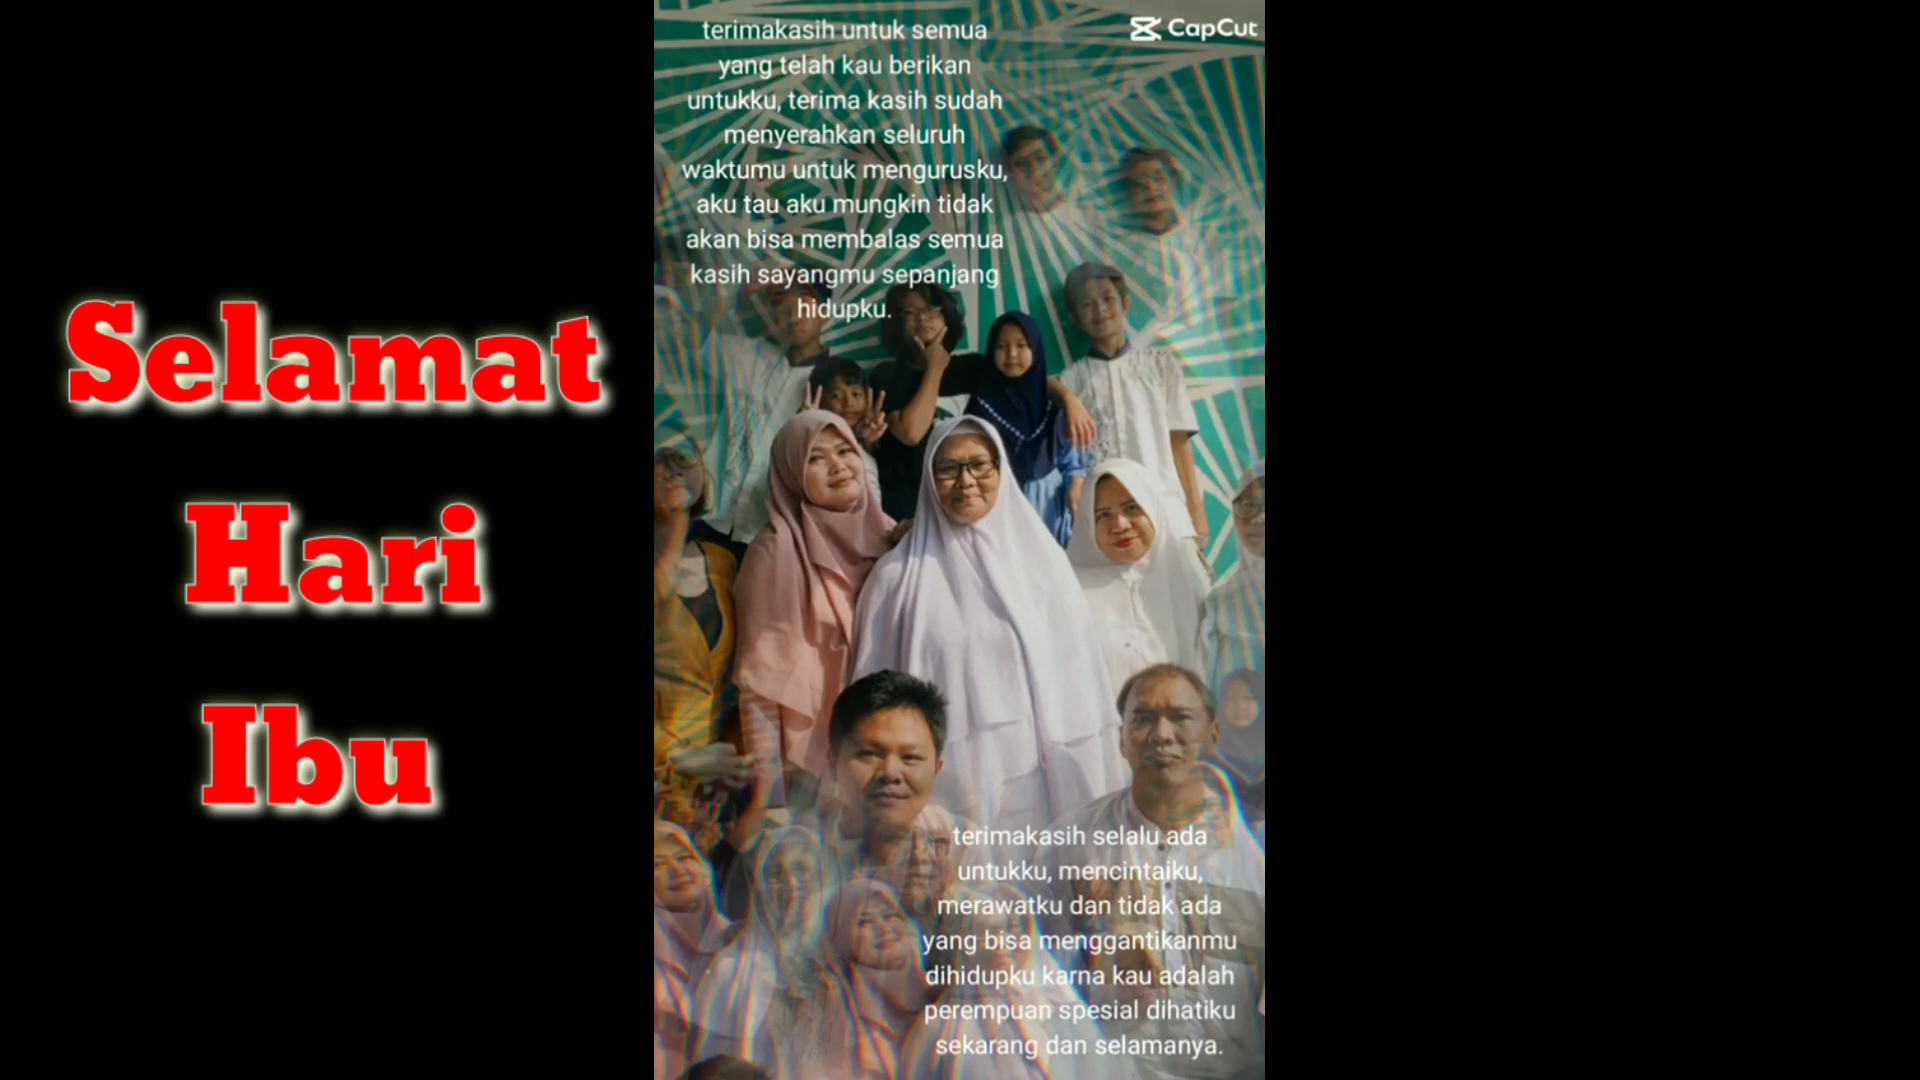 Selamat
Hari
Ibu
terimakasih untuk semua
yang telah kau berikan
untukku, terima kasih sudah
menyerahkan seluruh
waktumu untuk mengurusku,
aku tau aku mungkin tidak
akan bisa membalas semua
kasih sayangmu sepanjang
hidupku.
CapCut
terimakasih selalu ada
untukku, mencintaiku,
merawatku dan tidak ada
yang bisa menggantikanmu
dihidupku karna kau adalah
perempuan spesial dihatiku
sekarang dan selamanya.